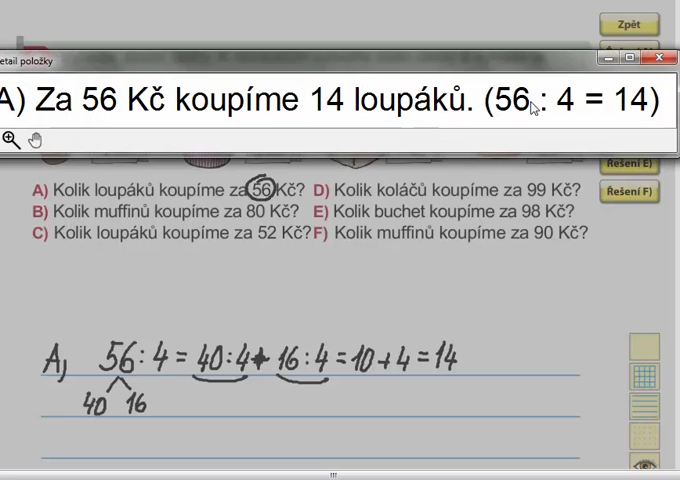 Zpět
etail položky
A) Za 56 Kč koupíme 14 loupáků. (56 : 4 = 14)
Řešení E)
A) Kolik loupáků koupíme za 56 Kč? D) Kolik koláčů koupíme za 99 Kč?
Řešení F)
B) Kolik muffinů koupíme za 80 Kč? E) Kolik buchet koupíme za 98 Kč?
C) Kolik loupáků koupíme za 52 Kč? F) Kolik muffinů koupíme za 90 Kč?
A) 56 : 4 = 40 : 4 + 16 : 4 = 10 + 4 = 14
40 16